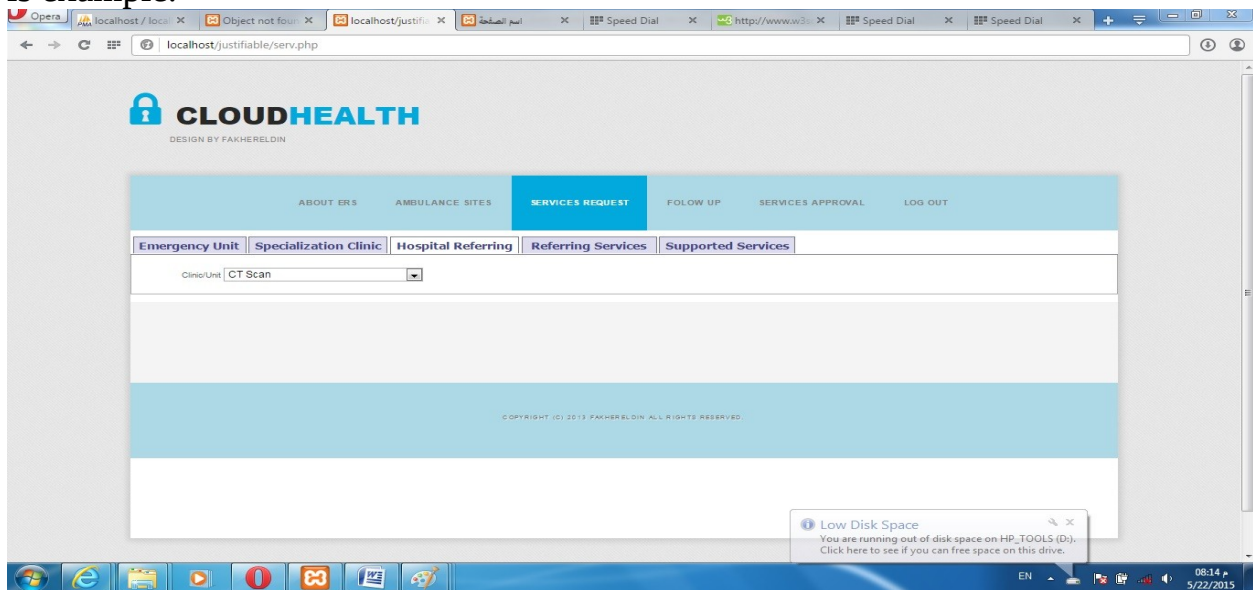 is example.
Opera localhost / local Object not foun localhost/justifia اسم الصفحة Speed Dial http://www.w3s Speed Dial Speed Dial
localhost/justifiable/serv.php
CLOUDHEALTH
DESIGN BY FAKHERELDIN
ABOUT ERS AMBULANCE SITES SERVICES REQUEST FOLOW UP SERVICES APPROVAL LOG OUT
Emergency Unit Specialization Clinic Hospital Referring Referring Services Supported Services
Clinic/Unit CT Scan
COPYRIGHT (C) 2013 FAKHERELDIN ALL RIGHTS RESERVED.
Low Disk Space
You are running out of disk space on HP_TOOLS (D:).
Click here to see if you can free space on this drive.
EN 08:14 م
5/22/2015